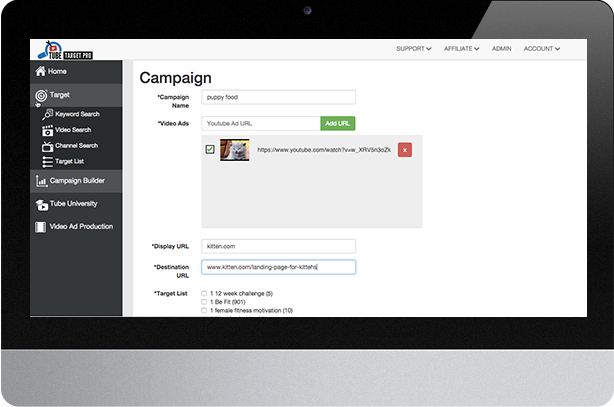 TUBE TARGET PRO
SUPPORT
AFFILIATE
ADMIN
ACCOUNT
Home
Target
Keyword Search
Video Search
Channel Search
Target List
Campaign Builder
Tube University
Video Ad Production
Campaign
*Campaign Name
puppy food
*Video Ads
Youtube Ad URL
Add URL
https://www.youtube.com/watch?v=w_XRV5n3oZk
x
*Display URL
kitten.com
*Destination URL
www.kitten.com/landing-page-for-kittehs
*Target List
1 12 week challenge (5)
1 Be Fit (901)
1 female fitness motivation (10)